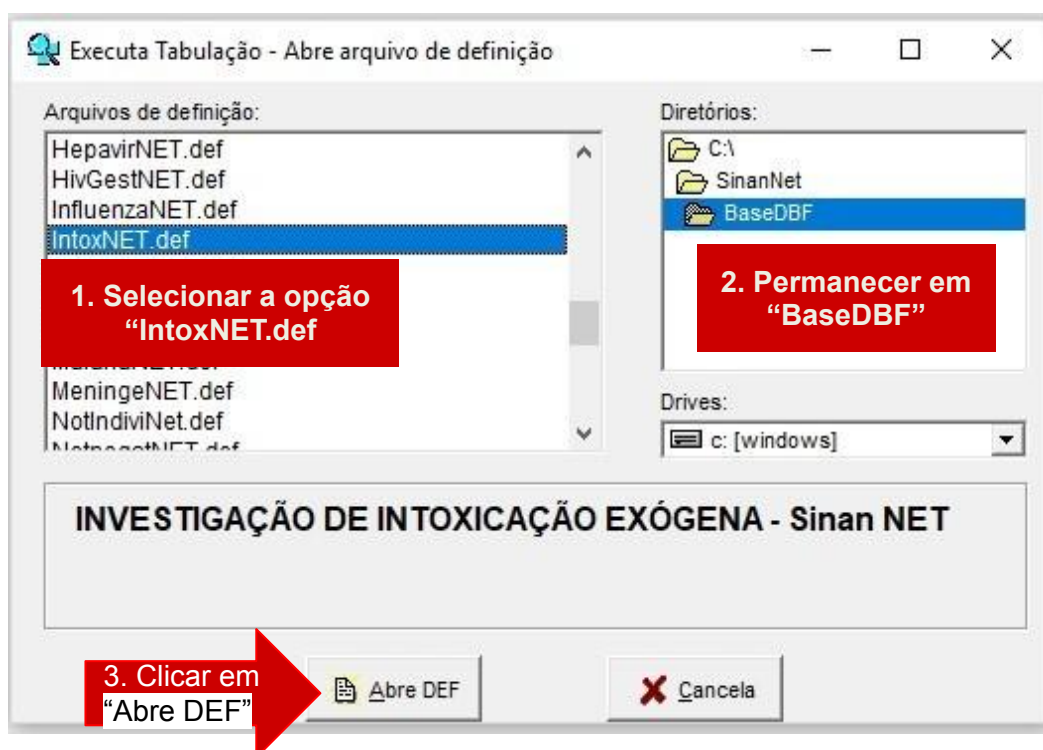 Executa Tabulação - Abre arquivo de definição
Arquivos de definição:
HepavirNET.def
HivGestNET.def
InfluenzaNET.def
IntoxNET.def
1. Selecionar a opção
“IntoxNET.def
MeningeNET.def
NotIndiviNet.def
Diretórios:
C:\
SinanNet
BaseDBF
2. Permanecer em
“BaseDBF”
Drives:
c: [windows]
INVESTIGAÇÃO DE INTOXICAÇÃO EXÓGENA - Sinan NET
3. Clicar em
“Abre DEF”
Abre DEF
Cancela